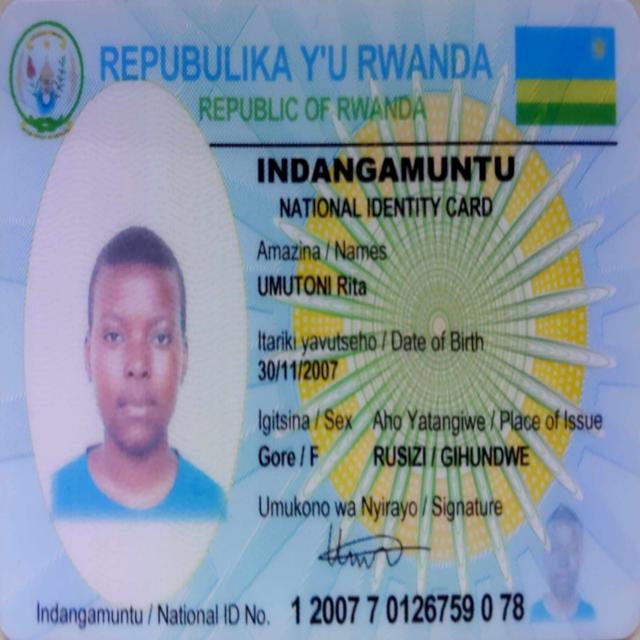 REPUBULIKA Y'U RWANDA
REPUBLIC OF RWANDA
INDANGAMUNTU
NATIONAL IDENTITY CARD
Amazina / Names
UMUTONI Rita
Itariki yavutseho / Date of Birth
30/11/2007
Igitsina / Sex Aho Yatangiwe / Place of Issue
Gore / F RUSIZI / GIHUNDWE
Umukono wa Nyirayo / Signature
Indangamuntu / National ID No. 1 2007 7 0126759 0 78